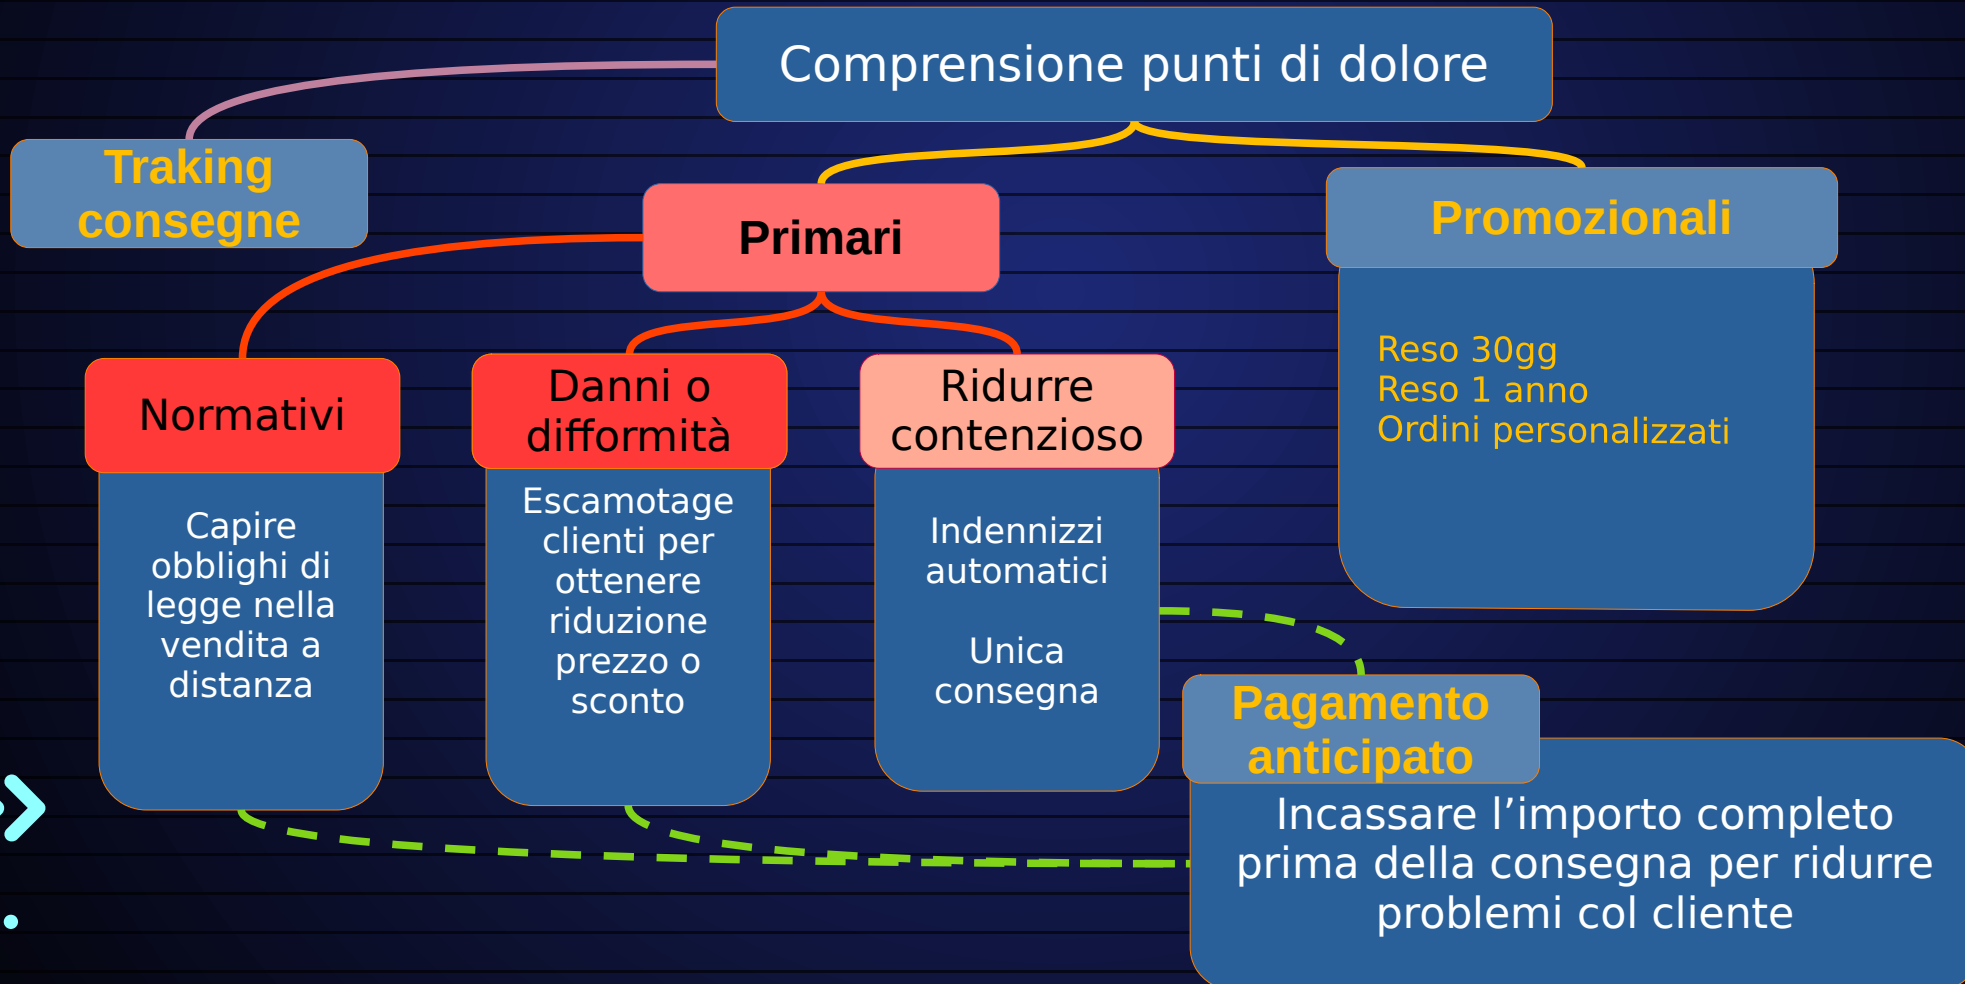 Comprensione punti di dolore
Traking
consegne
Primari
Promozionali
Reso 30gg
Reso 1 anno
Ordini personalizzati
Normativi
Capire
obblighi di
legge nella
vendita a
distanza
Danni o
difformità
Escamotage
clienti per
ottenere
riduzione
prezzo o
sconto
Ridurre
contenzioso
Indennizzi
automatici
Unica
consegna
Pagamento
anticipato
Incassare l’importo completo
prima della consegna per ridurre
problemi col cliente